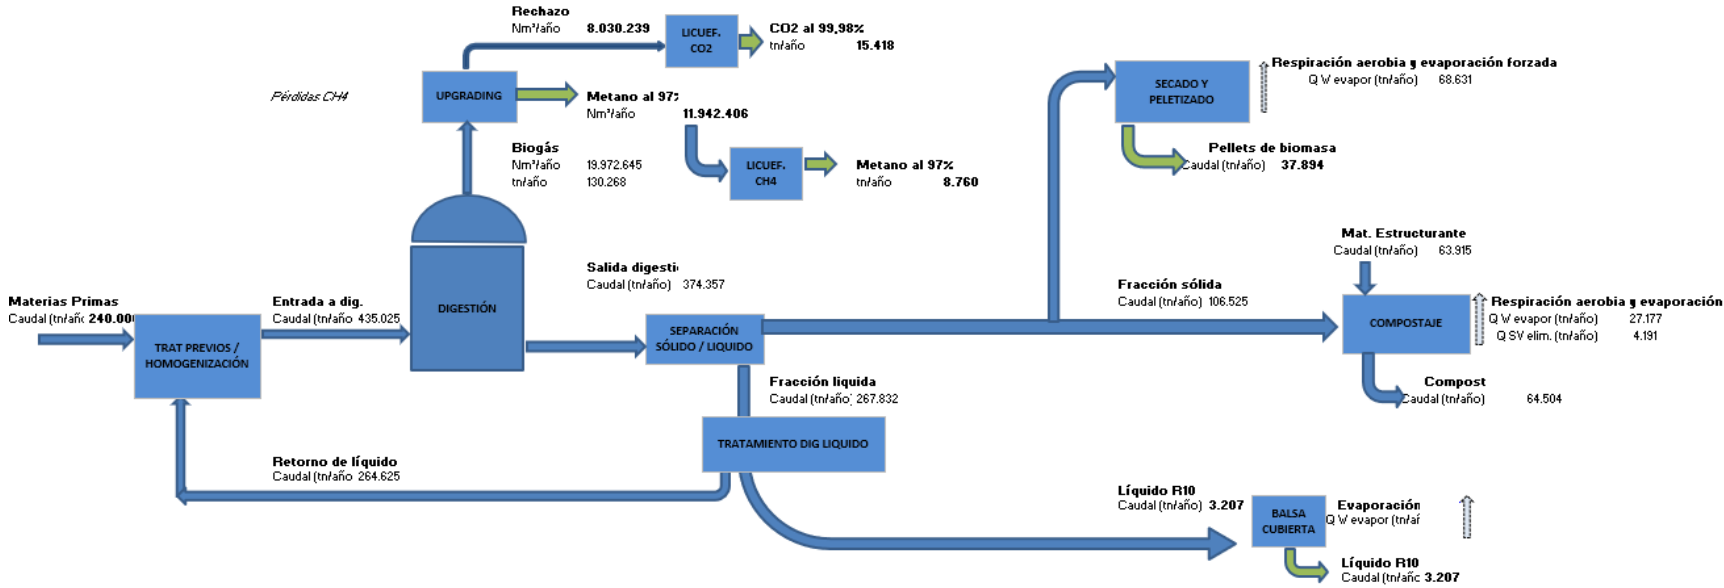 Rechazo
Nm³/año 8.030.239
LICUEF.
CO2
CO2 al 99,98%
tn/año 15.418
Pérdidas CH4
UPGRADING
Metano al 97%
Nm³/año 11.942.406
Biogás
Nm³/año 19.972.645
tn/año 130.268
LICUEF.
CH4
Metano al 97%
tn/año 8.760
SECADO Y
PELETIZADO
Respiración aerobia y evaporación forzada
Q W evapor (tn/año) 68.631
Pellets de biomasa
Caudal (tn/año) 37.894
Mat. Estructurante
Caudal (tn/año) 63.915
Materias Primas
Caudal (tn/añ 240.00
TRAT PREVIOS /
HOMOGENIZACIÓN
Entrada a dig.
Caudal (tn/año 435.025
DIGESTIÓN
Salida digesti
Caudal (tn/año) 374.357
SEPARACIÓN
SÓLIDO / LIQUIDO
Fracción sólida
Caudal (tn/año) 106.525
COMPOSTAJE
Respiración aerobia y evaporación
Q W evapor (tn/año) 27.177
Q SV elim. (tn/año) 4.191
Compost
Caudal (tn/año) 64.504
Fracción liquida
Caudal (tn/año) 267.832
TRATAMIENTO DIG LIQUIDO
Retorno de líquido
Caudal (tn/año 264.625
Líquido R10
Caudal (tn/año) 3.207
BALSA
CUBIERTA
Evaporación
Q W evapor (tn/añ
Líquido R10
Caudal (tn/añ 3.207